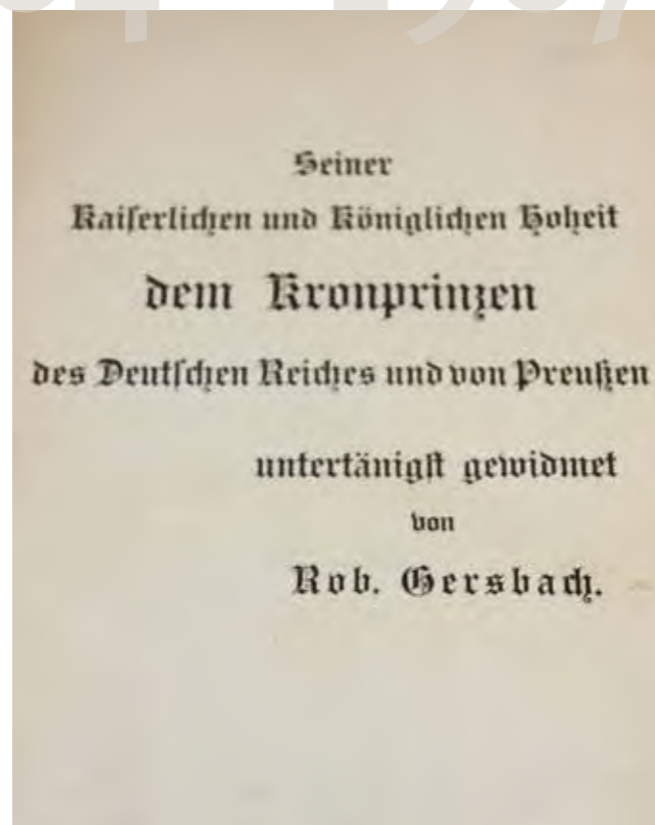 Seiner
Kaiserlichen und Königlichen Hoheit
dem Kronprinzen
des Deutschen Reiches und von Preußen
untertänigst gewidmet
von
Rob. Gersbach.